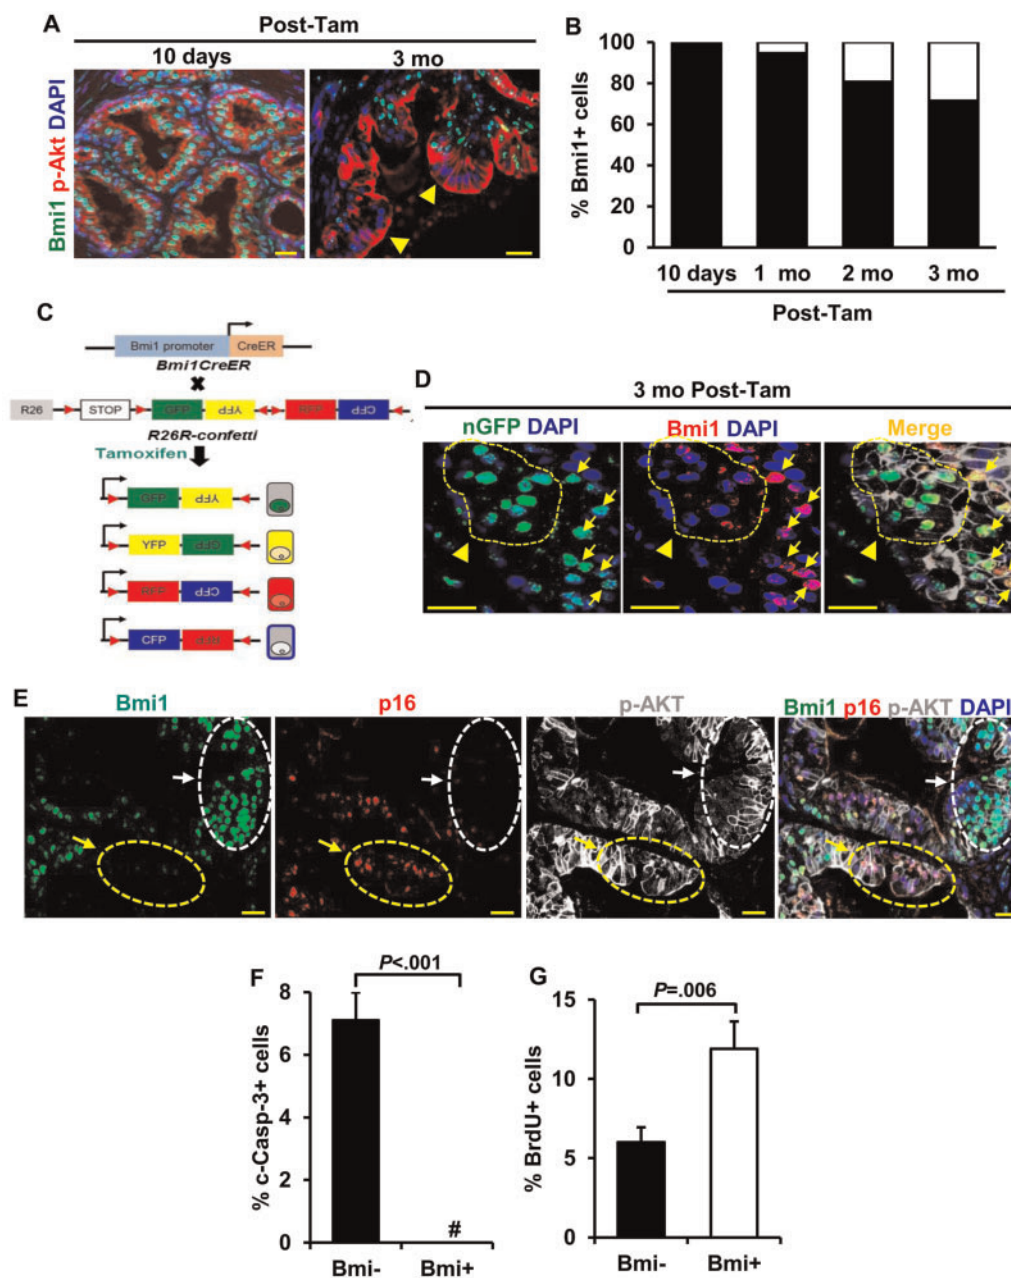 A
Post-Tam
10 days
3 mo
Bmi1 p-Akt DAPI
B
% Bmi1+ cells
100
80
60
40
20
0
10 days 1 mo 2 mo 3 mo
Post-Tam
C
Bmi1 promoter CreER
Bmi1CreER
R26 STOP GFP YFP RFP CFP
R26R-confetti
Tamoxifen
GFP YFP
YFP GFP
RFP CFP
CFP RFP
D
3 mo Post-Tam
nGFP DAPI Bmi1 DAPI Merge
E
Bmi1 p16 p-AKT Bmi1 p16 p-AKT DAPI
F
P<.001
% c-Casp-3+ cells
8
6
4
2
0
#
Bmi- Bmi+
G
P=.006
% BrdU+ cells
15
10
5
0
Bmi- Bmi+